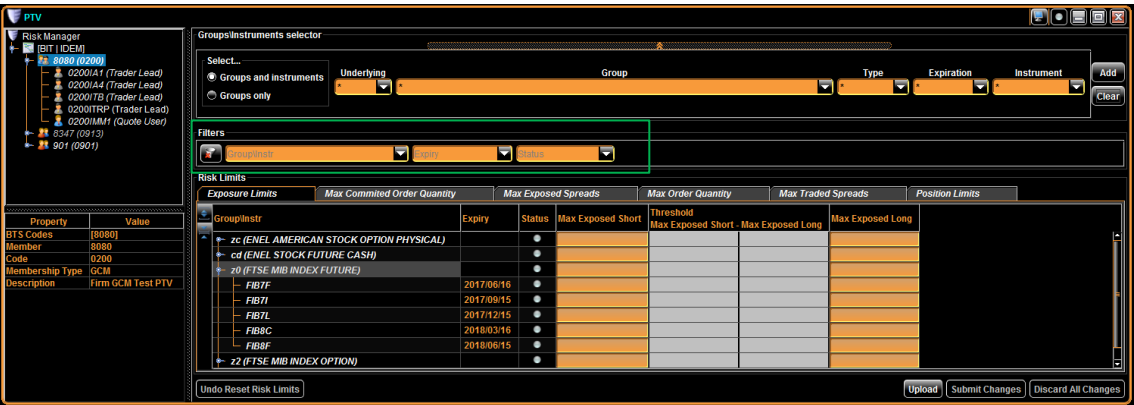 PTV
Risk Manager
[BIT | IDEM]
8080 (0200)
0200IA1 (Trader Lead)
0200IA4 (Trader Lead)
0200ITB (Trader Lead)
0200ITRP (Trader Lead)
0200IMM1 (Quote User)
8347 (0913)
901 (0901)
Property Value
BTS Codes [8080]
Member 8080
Code 0200
Membership Type GCM
Description Firm GCM Test PTV
Groups\Instruments selector
Select...
Groups and instruments
Groups only
Underlying Group Type Expiration Instrument
* * * * *
Add
Clear
Filters
Group\Instr Expiry Status
Risk Limits
Exposure Limits Max Commited Order Quantity Max Exposed Spreads Max Order Quantity Max Traded Spreads Position Limits
Group\Instr Expiry Status Max Exposed Short Threshold Max Exposed Long
Max Exposed Short - Max Exposed Long
zc (ENEL AMERICAN STOCK OPTION PHYSICAL)
cd (ENEL STOCK FUTURE CASH)
z0 (FTSE MIB INDEX FUTURE)
FIB7F 2017/06/16
FIB7I 2017/09/15
FIB7L 2017/12/15
FIB8C 2018/03/16
FIB8F 2018/06/15
z2 (FTSE MIB INDEX OPTION)
Undo Reset Risk Limits
Upload Submit Changes Discard All Changes